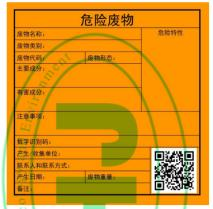 危险废物
废物名称： 危险特性
废物类别：
废物代码： 废物形态：
主要成分：
有害成分：
注意事项：
数字识别码：
产生/收集单位：
联系人和联系方式：
产生日期： 废物重量：
备注：
Environment